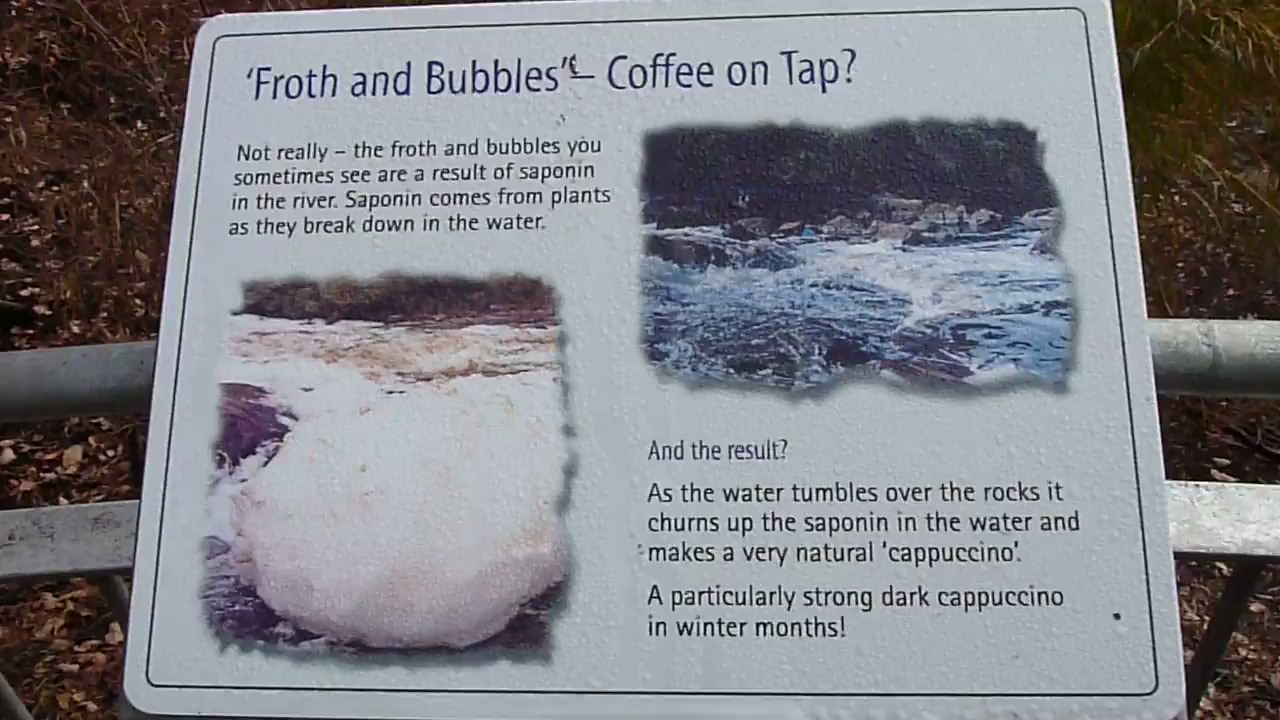 'Froth and Bubbles' – Coffee on Tap?
Not really – the froth and bubbles you
sometimes see are a result of saponin
in the river. Saponin comes from plants
as they break down in the water.
And the result?
As the water tumbles over the rocks it
churns up the saponin in the water and
makes a very natural 'cappuccino'.
A particularly strong dark cappuccino
in winter months!